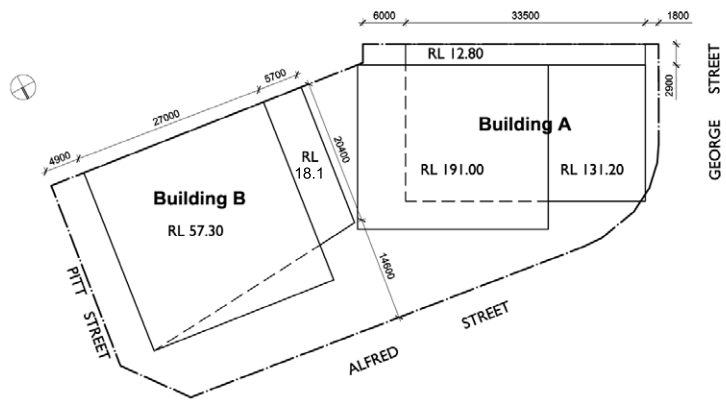 6000 33500 1800
RL 12.80
2900
GEORGE STREET
5700
27000
4900
20400
Building A
RL
18.1
RL 191.00 RL 131.20
Building B
RL 57.30
14600
PITT STREET
ALFRED STREET